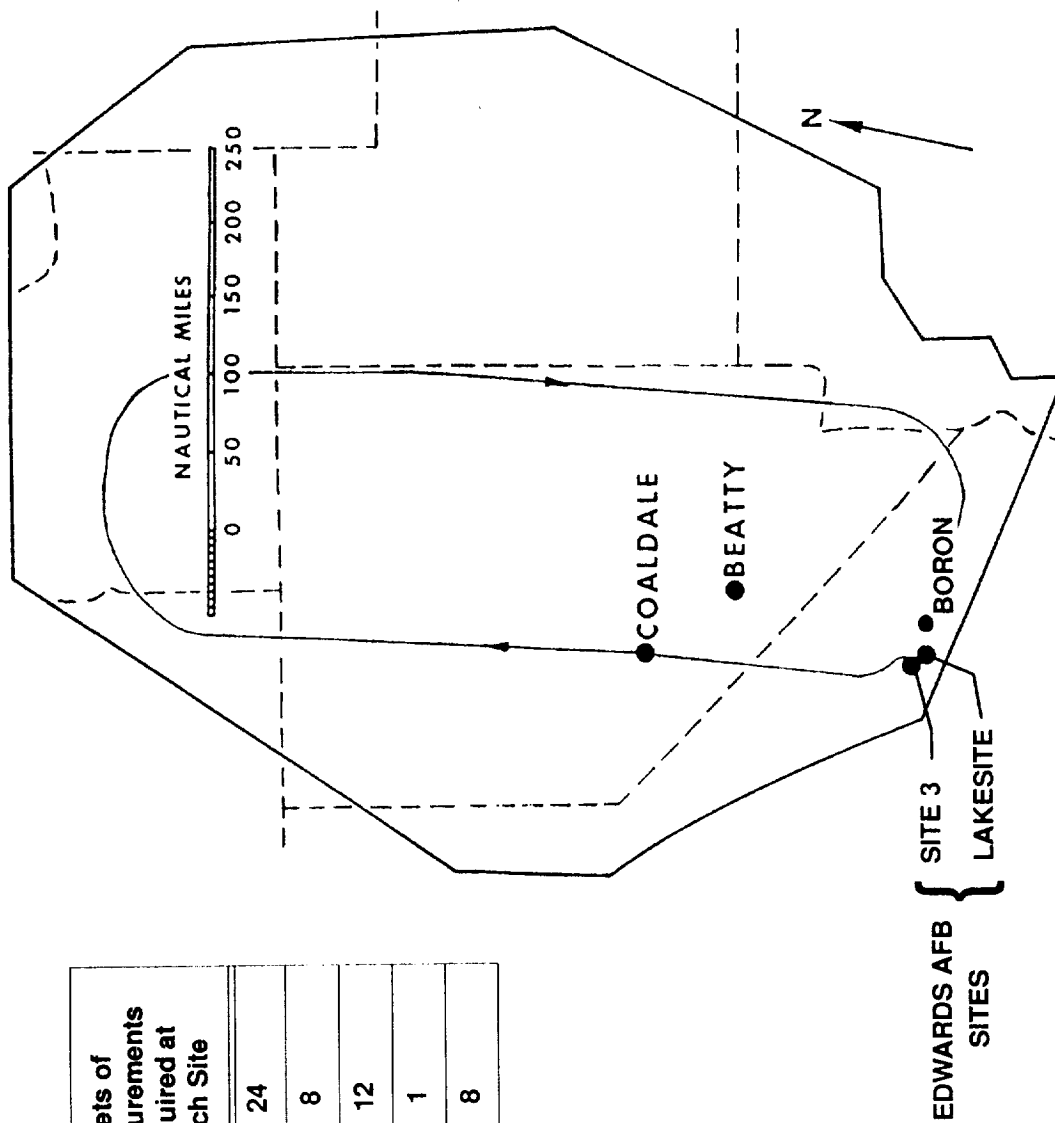 NAUTICAL MILES
0 50 100 150 200 250
N
COALDALE
BEATTY
BORON
SITE 3
LAKESITE
EDWARDS AFB
SITES
ets of
urements
uired at
ch Site
24
8
12
1
8